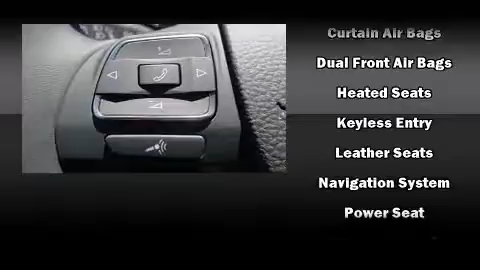 Curtain Air Bags
Dual Front Air Bags
Heated Seats
Keyless Entry
Leather Seats
Navigation System
Power Seat